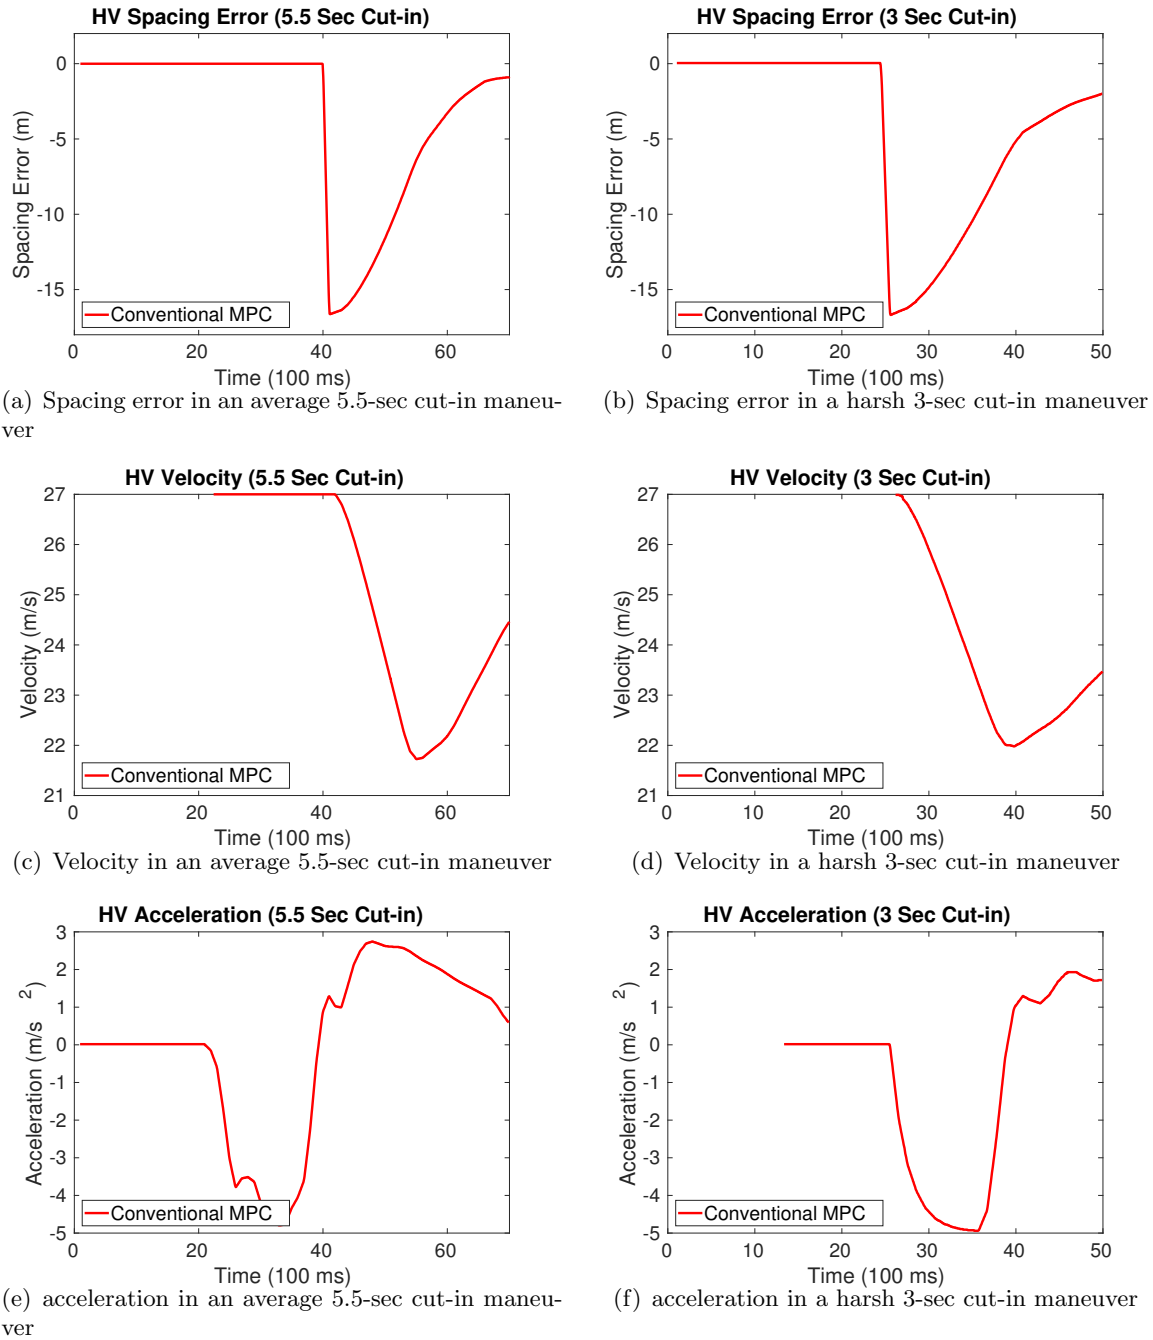 HV Spacing Error (5.5 Sec Cut-in)
0
-5
-10
-15
Spacing Error (m)
Conventional MPC
0 20 40 60
Time (100 ms)
(a) Spacing error in an average 5.5-sec cut-in maneu-
ver
HV Spacing Error (3 Sec Cut-in)
0
-5
-10
-15
Spacing Error (m)
Conventional MPC
0 10 20 30 40 50
Time (100 ms)
(b) Spacing error in a harsh 3-sec cut-in maneuver
HV Velocity (5.5 Sec Cut-in)
27
26
25
24
23
22
21
Velocity (m/s)
Conventional MPC
0 20 40 60
Time (100 ms)
(c) Velocity in an average 5.5-sec cut-in maneuver
HV Velocity (3 Sec Cut-in)
27
26
25
24
23
22
21
Velocity (m/s)
Conventional MPC
0 10 20 30 40 50
Time (100 ms)
(d) Velocity in a harsh 3-sec cut-in maneuver
HV Acceleration (5.5 Sec Cut-in)
3
2
1
0
-1
-2
-3
-4
-5
Acceleration (m/s 2)
Conventional MPC
0 20 40 60
Time (100 ms)
(e) acceleration in an average 5.5-sec cut-in maneu-
ver
HV Acceleration (3 Sec Cut-in)
3
2
1
0
-1
-2
-3
-4
-5
Acceleration (m/s 2)
Conventional MPC
0 10 20 30 40 50
Time (100 ms)
(f) acceleration in a harsh 3-sec cut-in maneuver